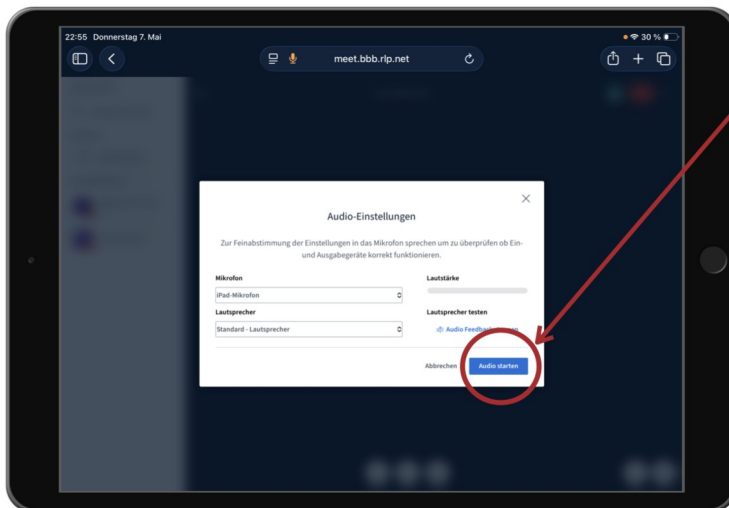 22:55 Donnerstag 7. Mai
30 %
meet.bbb.rlp.net
Audio-Einstellungen
Zur Feinabstimmung der Einstellungen in das Mikrofon sprechen um zu überprüfen ob Ein-
und Ausgabegeräte korrekt funktionieren.
Mikrofon
Lautstärke
iPad-Mikrofon
Lautsprecher
Lautsprecher testen
Standard - Lautsprecher
Audio Feedback
Abbrechen
Audio starten